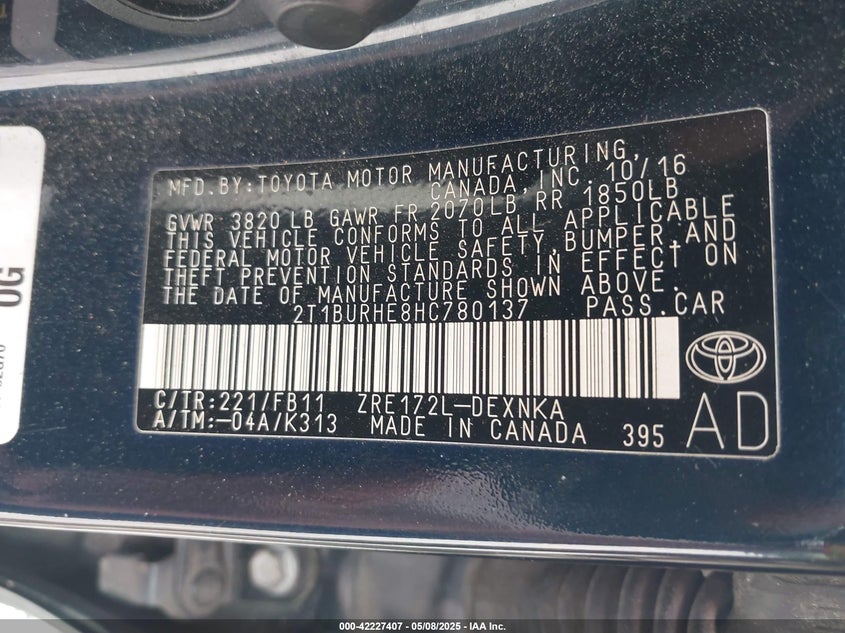 MFD. BY: TOYOTA MOTOR MANUFACTURING,
CANADA, INC. 10/16
GVWR 3820 LB GAWR FR 2070LB, RR 1850LB
THIS VEHICLE CONFORMS TO ALL APPLICABLE
FEDERAL MOTOR VEHICLE SAFETY, BUMPER, AND
THEFT PREVENTION STANDARDS IN EFFECT ON
THE DATE OF MANUFACTURE SHOWN ABOVE.
2T1BURHE8HC780137 PASS. CAR
C/TR: 221/FB11 ZRE172L-DEXNKA
A/TM: -04A/K313 MADE IN CANADA 395 AD
0G
000-42227407 / 05/08/2025 - IAA Inc.